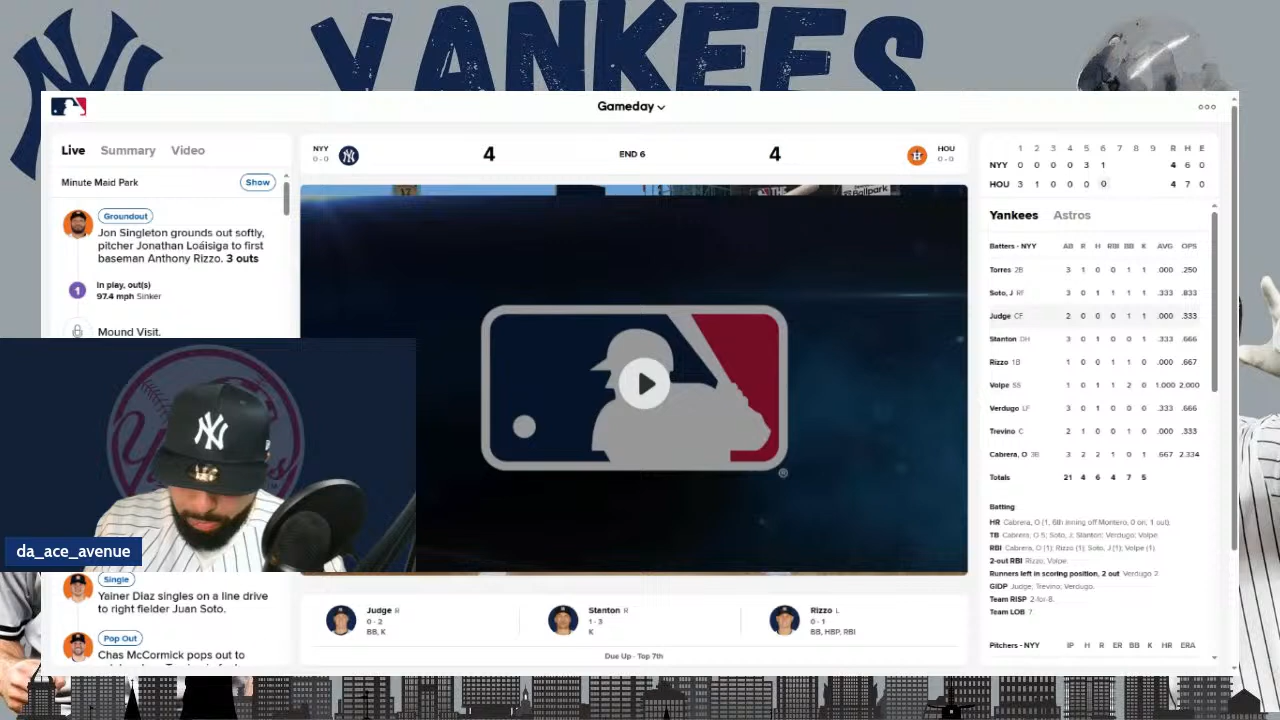 YANKEES
Gameday
Live Summary Video
Minute Maid Park
Show
Groundout
Jon Singleton grounds out softly,
pitcher Jonathan Loáisiga to first
baseman Anthony Rizzo. 3 outs
1
In play, out(s)
97.4 mph Sinker
Mound Visit.
da_ace_avenue
Single
Yainer Diaz singles on a line drive
to right fielder Juan Soto.
Pop Out
Chas McCormick pops out to
NYY
0 - 0
4
END 6
4
HOU
0 - 0
Ballpark
Judge R
0 - 2
BB, K
Stanton R
1 - 3
K
Rizzo L
0 - 1
BB, HBP, RBI
Due Up · Top 7th
1 2 3 4 5 6 7 8 9 R H E
NYY 0 0 0 0 3 1 4 6 0
HOU 3 1 0 0 0 0 4 7 0
Yankees Astros
Batters - NYY AB R H RBI BB K AVG OPS
Torres 2B 3 1 0 0 1 1 .000 .250
Soto, J RF 3 0 1 1 1 1 .333 .833
Judge CF 2 0 0 0 1 1 .000 .333
Stanton DH 3 0 1 0 0 1 .333 .666
Rizzo 1B 1 0 0 1 1 0 .000 .667
Volpe SS 1 0 1 1 2 0 1.000 2.000
Verdugo LF 3 0 1 0 0 0 .333 .666
Trevino C 2 1 0 0 1 0 .000 .333
Cabrera, O 3B 3 2 2 1 0 1 .667 2.334
Totals 21 4 6 4 7 5
Batting
HR Cabrera, O (1, 6th inning off Montero, 0 on, 1 out).
TB Cabrera, O 5; Soto, J; Stanton; Verdugo; Volpe
RBI Cabrera, O (1); Rizzo (1); Soto, J (1); Volpe (1)
2-out RBI Rizzo, Volpe.
Runners left in scoring position, 2 out Verdugo 2.
GIDP Judge; Trevino; Verdugo.
Team RISP 2-for-8.
Team LOB 7.
Pitchers - NYY IP H R ER BB K HR ERA